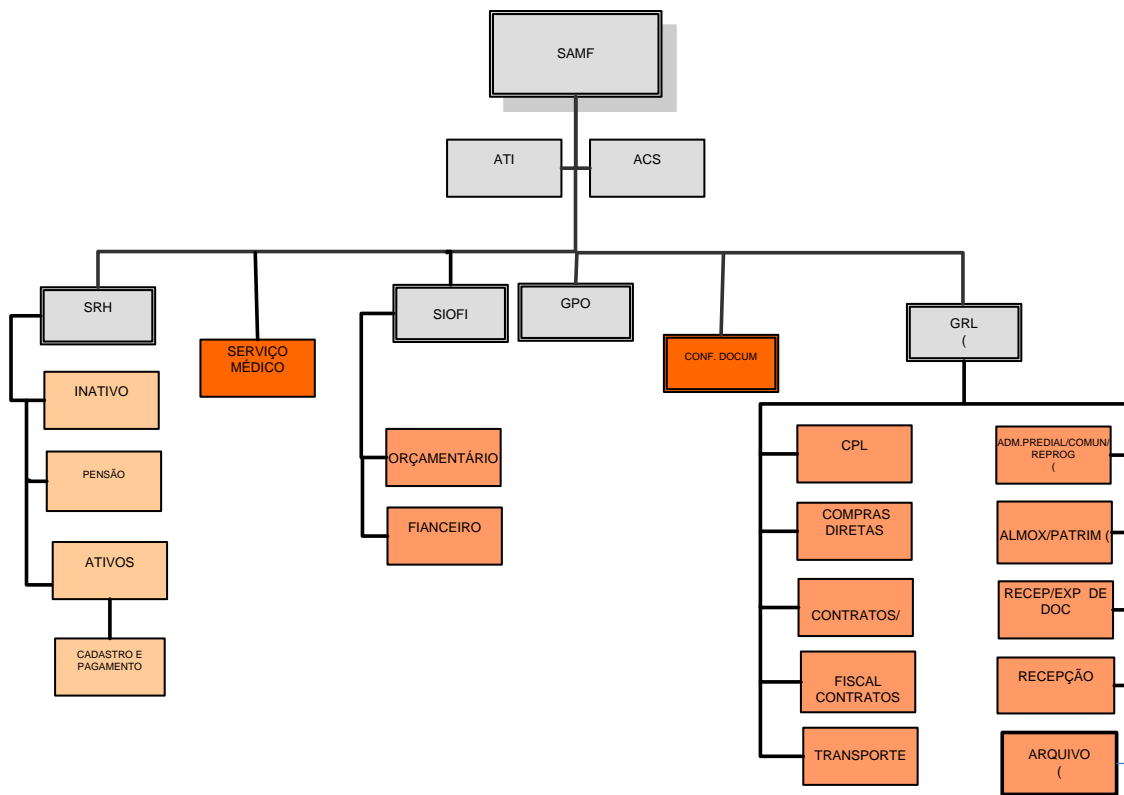 SAMF
ATI
ACS
SRH
SERVIÇO
MÉDICO
SIOFI
GPO
CONF. DOCUM
GRL
(
INATIVO
PENSÃO
ATIVOS
CADASTRO E
PAGAMENTO
ORÇAMENTÁRIO
FIANCEIRO
CPL
COMPRAS
DIRETAS
CONTRATOS/
FISCAL
CONTRATOS
TRANSPORTE
ADM.PREDIAL/COMUN/
REPROG
(
ALMOX/PATRIM (
RECEP/EXP DE
DOC
RECEPÇÃO
ARQUIVO
(